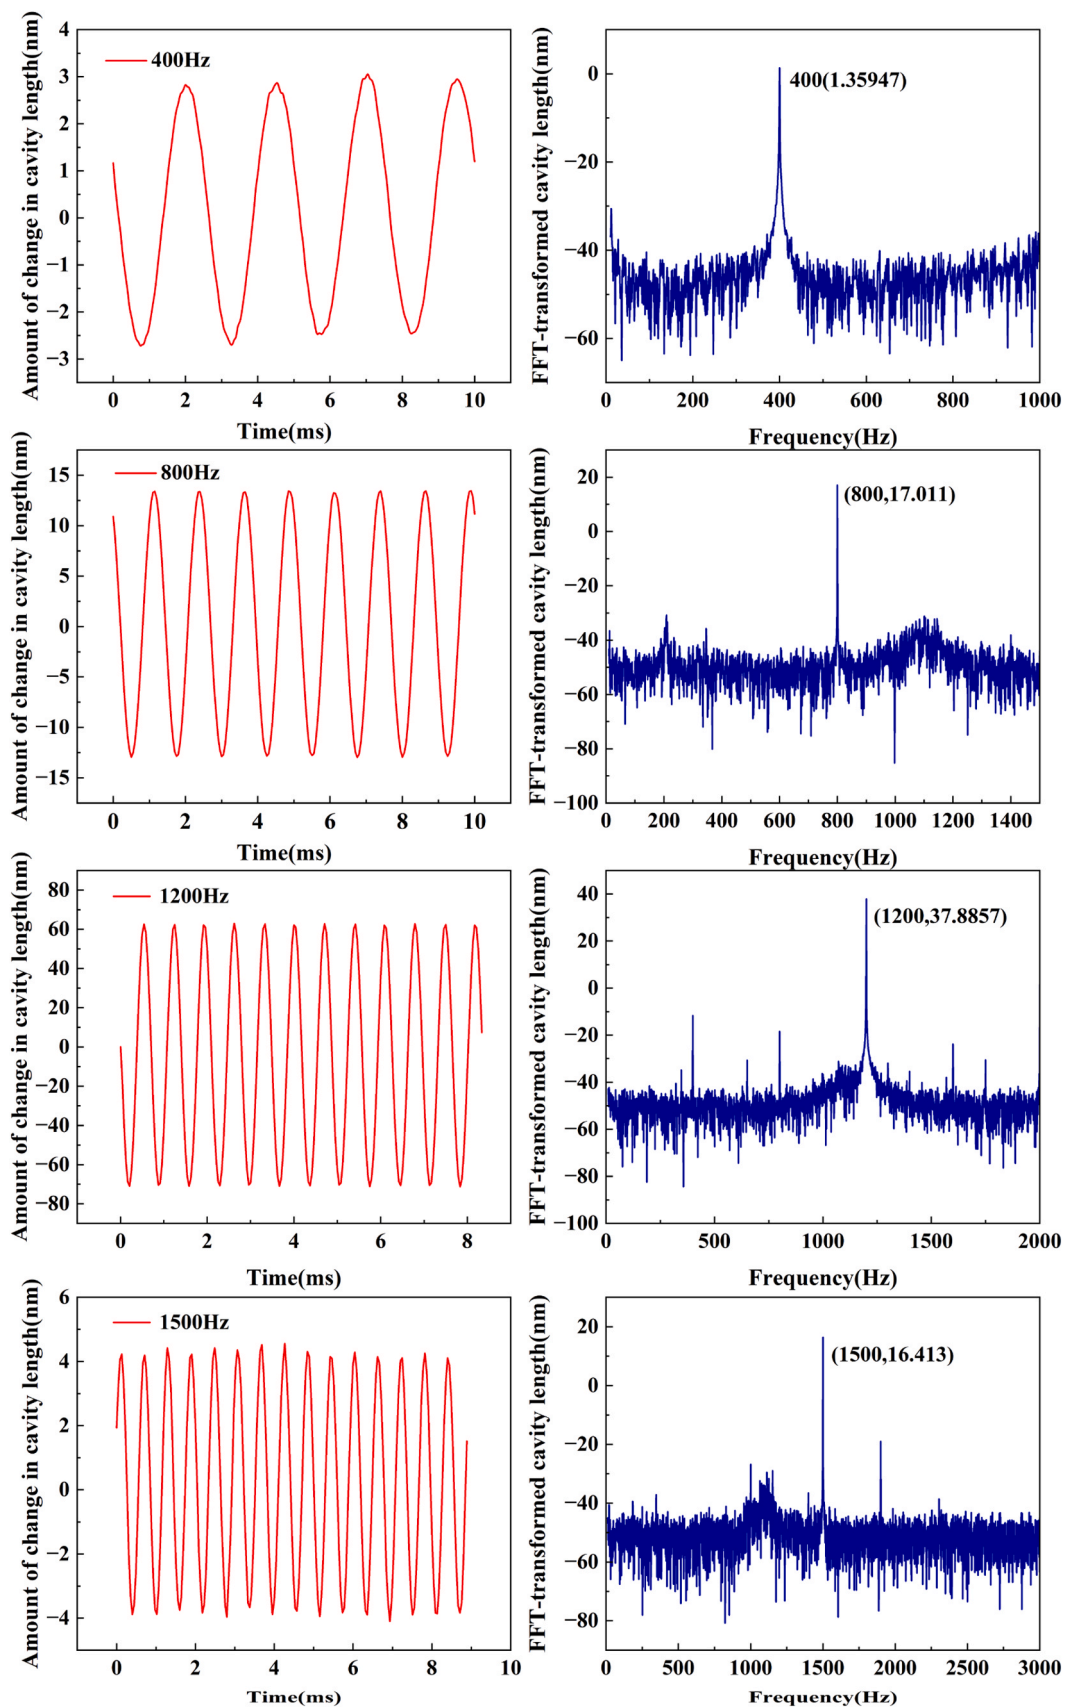 Amount of change in cavity length(nm)
4
3
2
1
0
−1
−2
−3
400Hz
0 2 4 6 8 10
Time(ms)
FFT-transformed cavity length(nm)
0
−20
−40
−60
400(1.35947)
0 200 400 600 800 1000
Frequency(Hz)
Amount of change in cavity length(nm)
15
10
5
0
−5
−10
−15
800Hz
0 2 4 6 8 10
Time(ms)
FFT-transformed cavity length(nm)
20
0
−20
−40
−60
−80
−100
(800,17.011)
0 200 400 600 800 1000 1200 1400
Frequency(Hz)
Amount of change in cavity length(nm)
80
60
40
20
0
−20
−40
−60
−80
1200Hz
0 2 4 6 8
Time(ms)
FFT-transformed cavity length(nm)
40
20
0
−20
−40
−60
−80
−100
(1200,37.8857)
0 500 1000 1500 2000
Frequency(Hz)
Amount of change in cavity length(nm)
6
4
2
0
−2
−4
1500Hz
0 2 4 6 8 10
Time(ms)
FFT-transformed cavity length(nm)
20
0
−20
−40
−60
−80
(1500,16.413)
0 500 1000 1500 2000 2500 3000
Frequency(Hz)